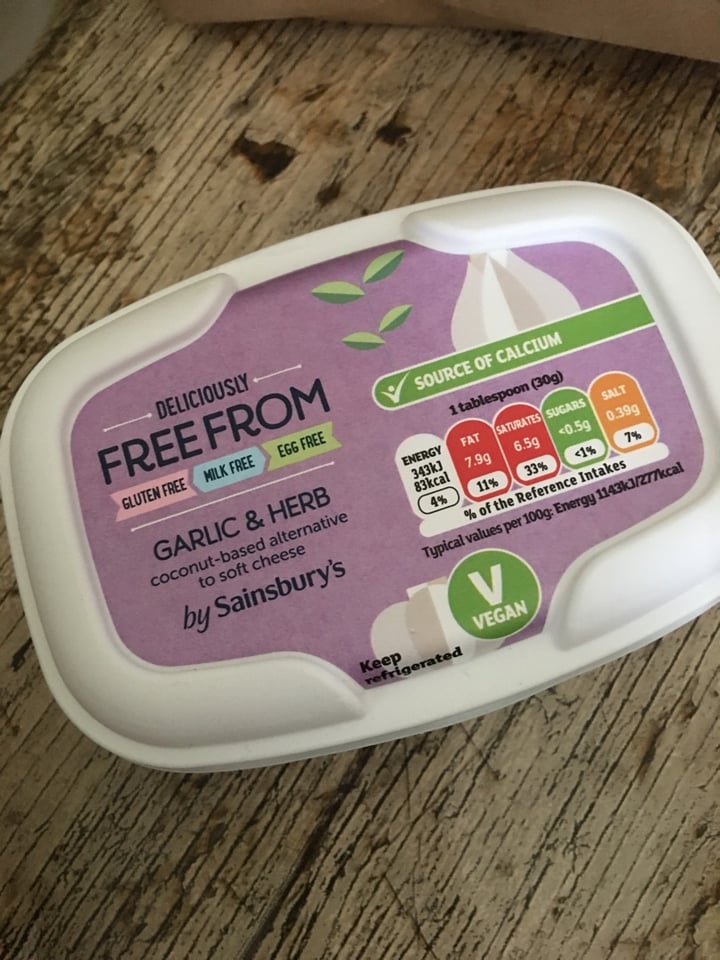 DELICIOUSLY
FREE FROM
GLUTEN FREE MILK FREE EGG FREE
GARLIC & HERB
coconut-based alternative
to soft cheese
by Sainsbury's
SOURCE OF CALCIUM
1 tablespoon (30g)
ENERGY
343kJ
83kcal
4%
FAT
7.9g
11%
SATURATES
6.5g
33%
SUGARS
<0.5g
<1%
SALT
0.39g
7%
% of the Reference Intakes
Typical values per 100g: Energy 1143kJ/277kcal
V
VEGAN
Keep
refrigerated